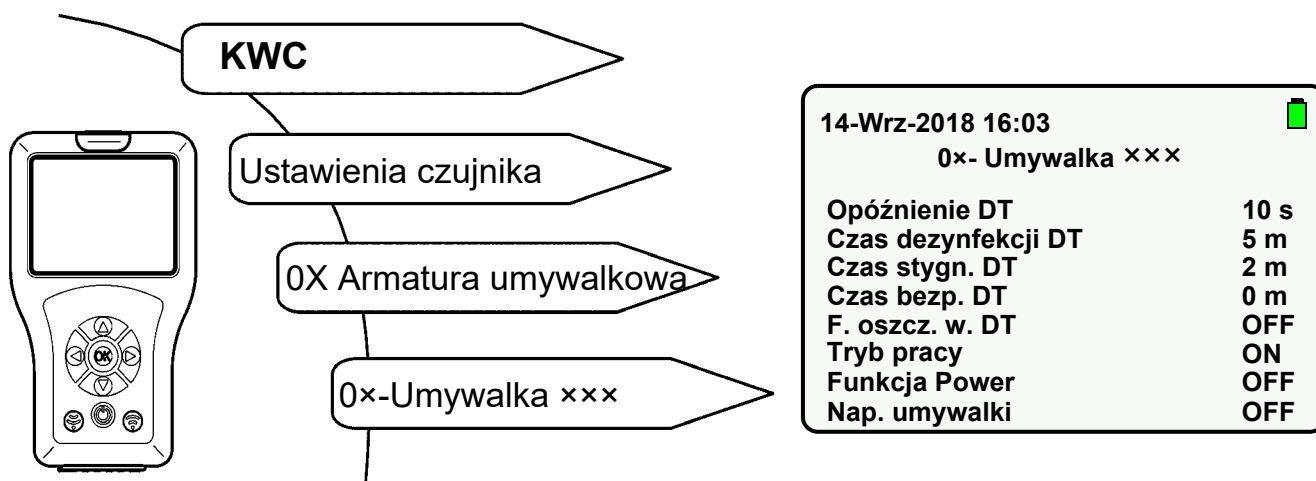 KWC
Ustawienia czujnika
0X Armatura umywalkowa
0×-Umywalka ×××
OK
14-Wrz-2018 16:03
0×- Umywalka ×××
Opóźnienie DT 10 s
Czas dezynfekcji DT 5 m
Czas stygn. DT 2 m
Czas bezp. DT 0 m
F. oszcz. w. DT OFF
Tryb pracy ON
Funkcja Power OFF
Nap. umywalki OFF